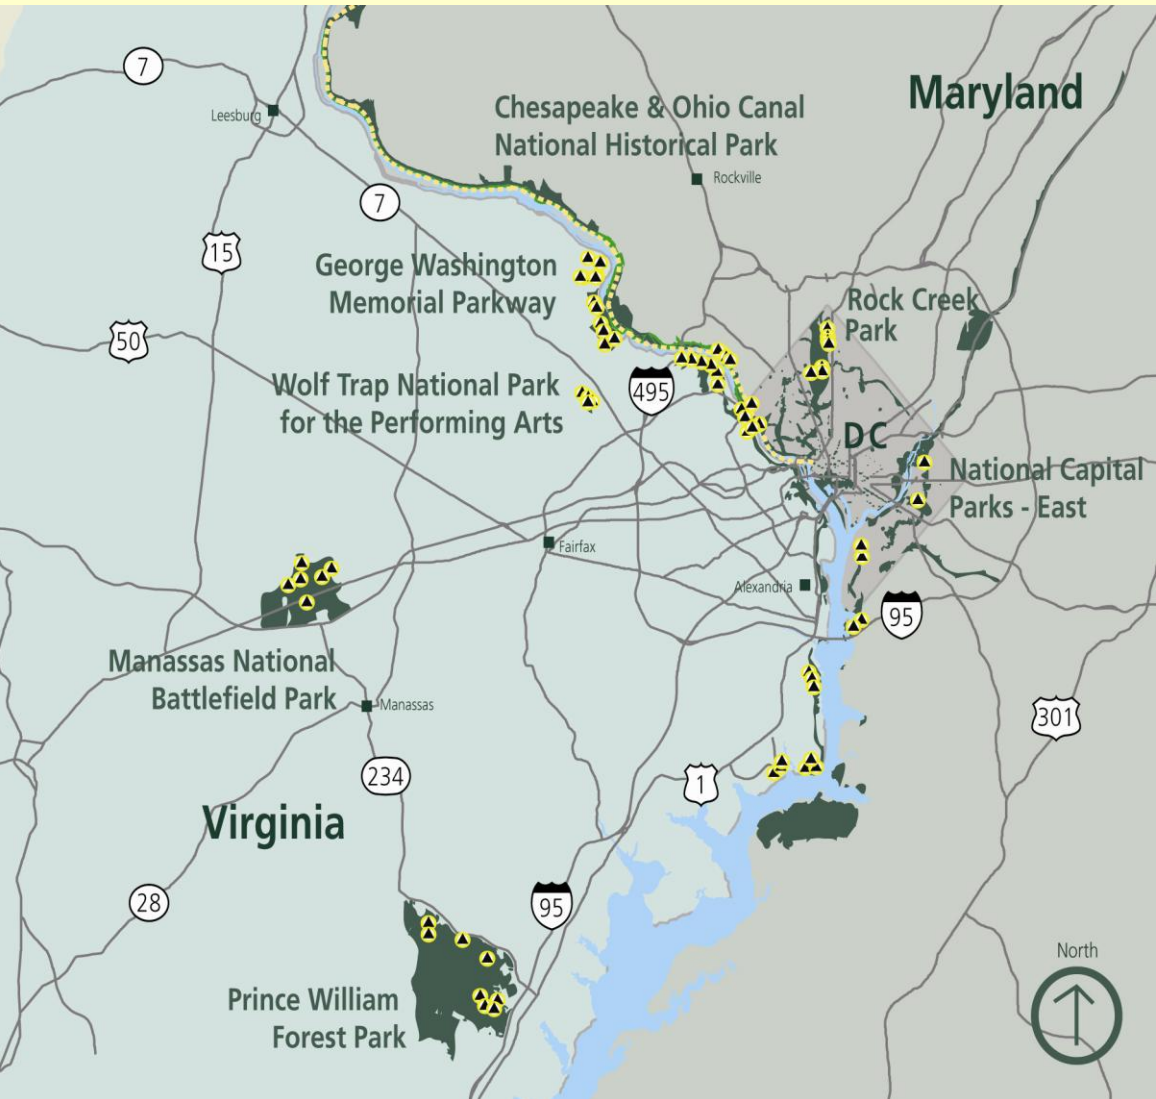 7
Maryland
Leesburg
Chesapeake & Ohio Canal
National Historical Park
Rockville
7
15
George Washington
Memorial Parkway
Rock Creek
Park
50
Wolf Trap National Park
for the Performing Arts
495
DC
National Capital
Parks - East
Fairfax
Alexandria
95
Manassas National
Battlefield Park
Manassas
301
234
1
Virginia
28
95
North
Prince William
Forest Park